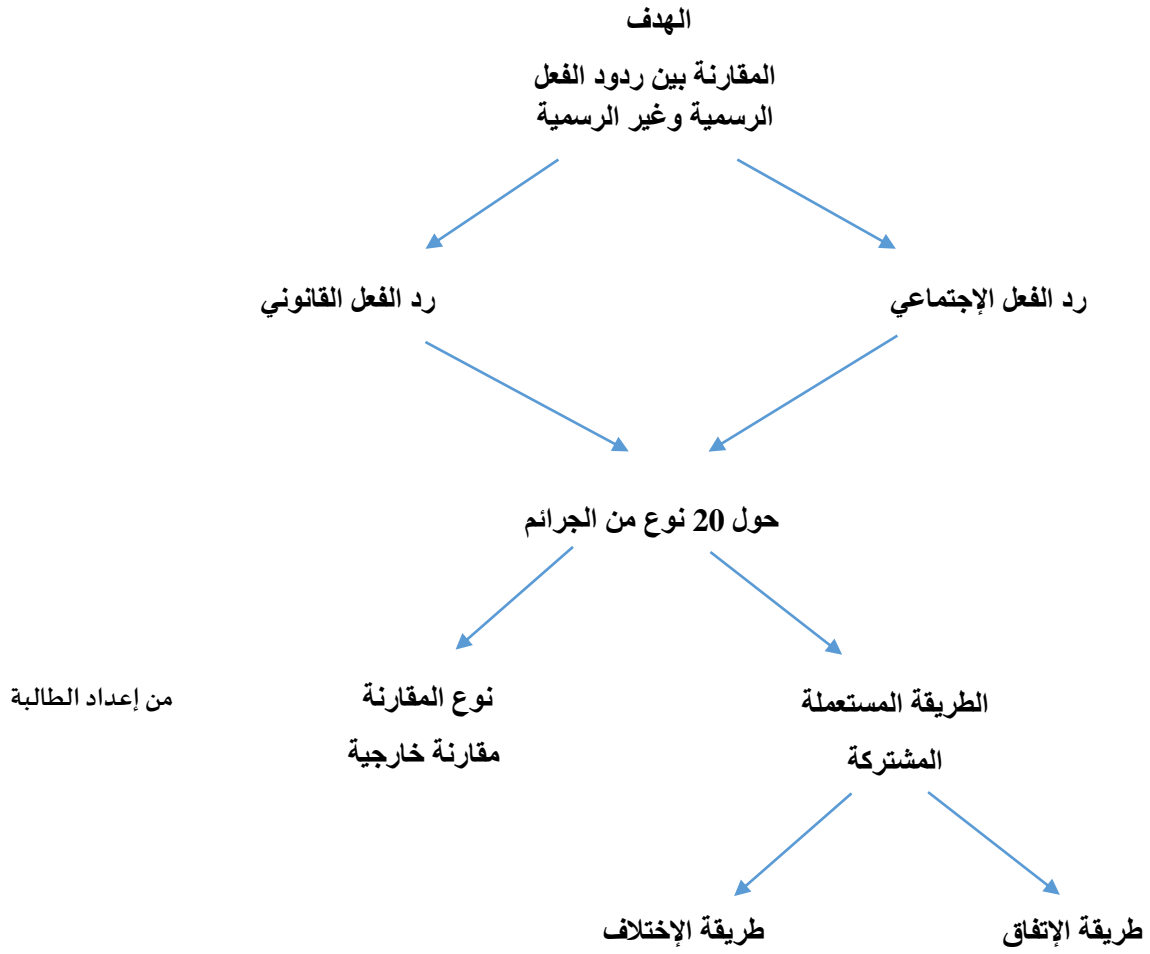 الهدف
المقارنة بين ردود الفعل
الرسمية وغير الرسمية
رد الفعل الإجتماعي
رد الفعل القانوني
حول 20 نوع من الجرائم
الطريقة المستعملة
المشتركة
نوع المقارنة
مقارنة خارجية
من إعداد الطالبة
طريقة الإتفاق
طريقة الإختلاف